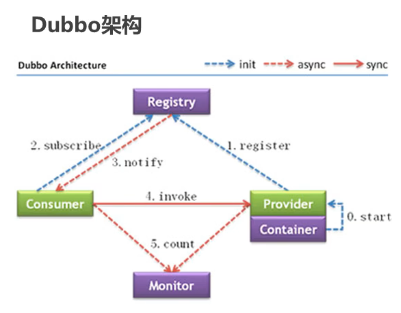 Dubbo架构
Dubbo Architecture
init
async
sync
Registry
2. subscribe
1. register
3. notify
Consumer
4. invoke
Provider
Container
0. start
5. count
Monitor